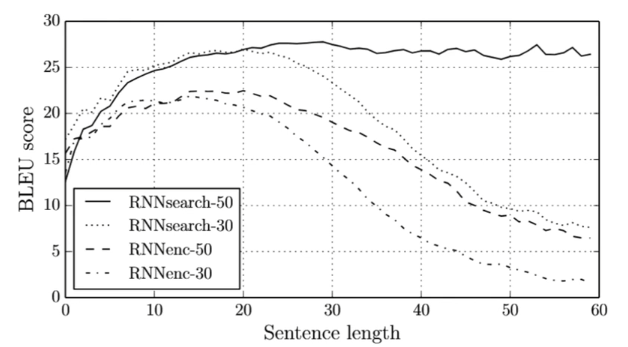 30
25
20
15
10
5
0
BLEU score
RNNsearch-50
RNNsearch-30
RNNenc-50
RNNenc-30
0 10 20 30 40 50 60
Sentence length